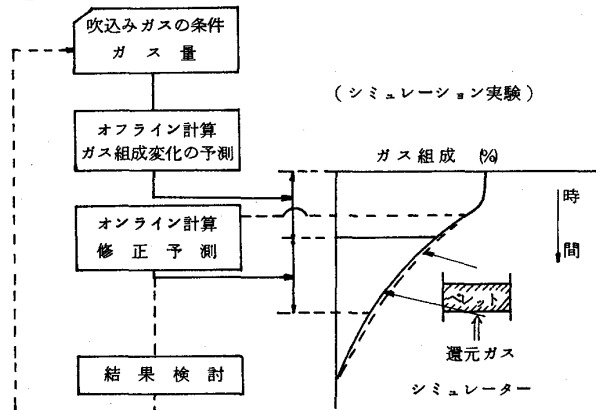 吹込みガスの条件
ガス量
(シミュレーション実験)
オフライン計算
ガス組成変化の予測
ガス組成 (%)
時間
オンライン計算
修正予測
ペレット
還元ガス
結果検討
シミュレーター